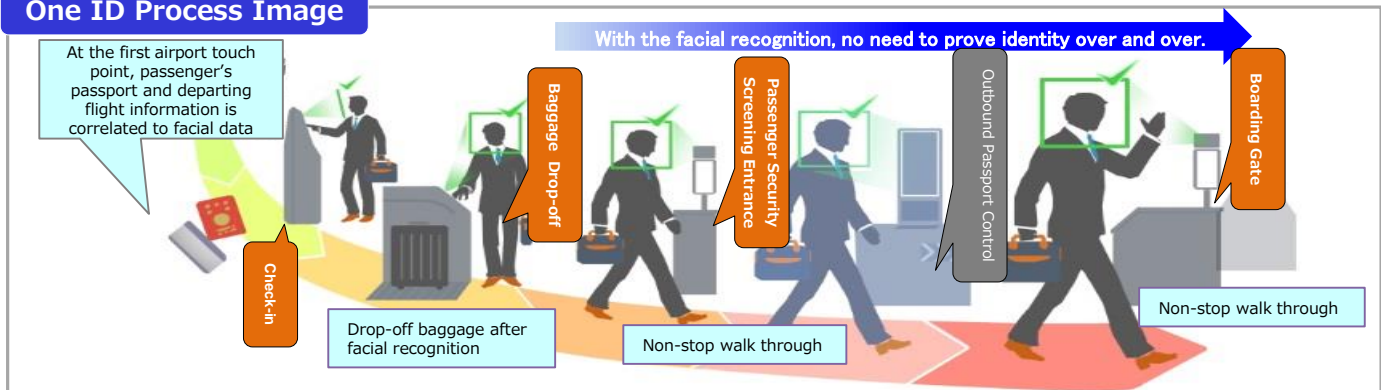 One ID Process Image
At the first airport touch
point, passenger's
passport and departing
flight information is
correlated to facial data
With the facial recognition, no need to prove identity over and over.
Check-in
Baggage Drop-off
Drop-off baggage after
facial recognition
Passenger Security
Screening Entrance
Non-stop walk through
Outbound Passport Control
Boarding Gate
Non-stop walk through